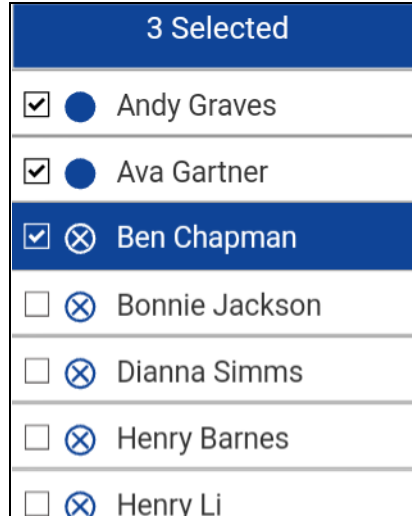 3 Selected
Andy Graves
Ava Gartner
Ben Chapman
Bonnie Jackson
Dianna Simms
Henry Barnes
Henry Li